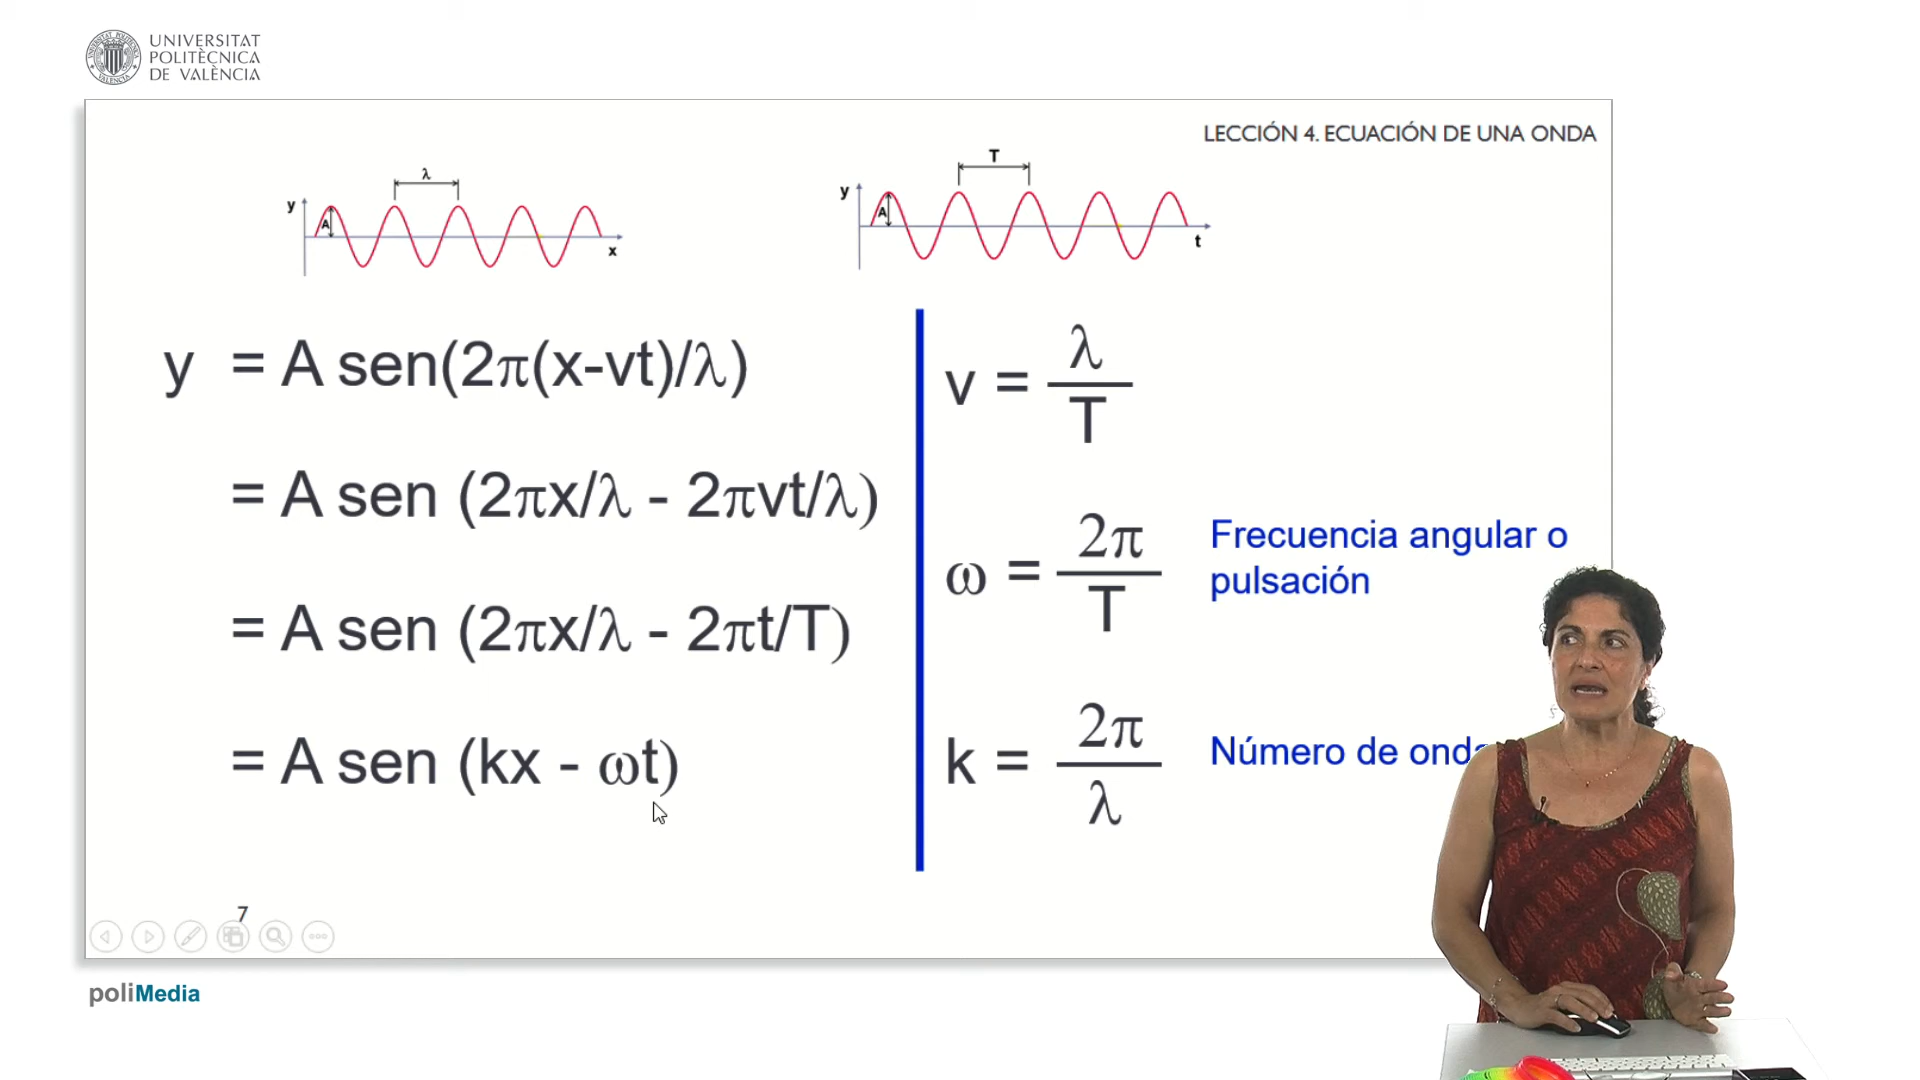 UNIVERSITAT
POLITÈCNICA
DE VALÈNCIA
LECCIÓN 4. ECUACIÓN DE UNA ONDA
λ
y
A
x
T
y
A
t
y = A sen(2π(x-vt)/λ)
= A sen (2πx/λ - 2πvt/λ)
= A sen (2πx/λ - 2πt/T)
= A sen (kx - ωt)
v = λ/T
ω = 2π/T
Frecuencia angular o
pulsación
k = 2π/λ
Número de onda
7
poliMedia